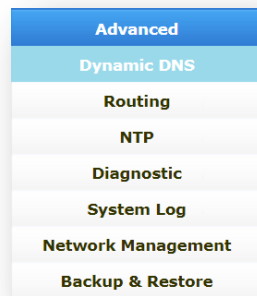 Advanced
Dynamic DNS
Routing
NTP
Diagnostic
System Log
Network Management
Backup & Restore